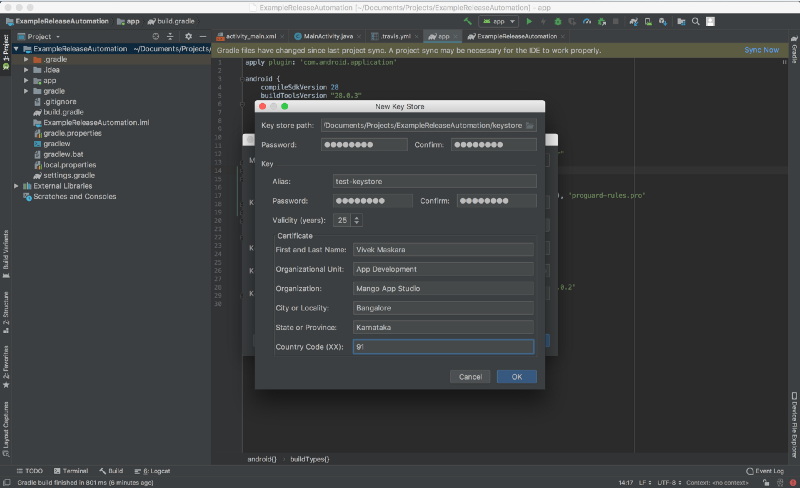 ExampleReleaseAutomation ~/Documents/Projects/ExampleReleaseAutomation] - app
ExampleReleaseAutomation app build.gradle
app
Project
activity_main.xml MainActivity.java .travis.yml app ExampleReleaseAutomation
Gradle files have changed since last project sync. A project sync may be necessary for the IDE to work properly. Sync Now
ExampleReleaseAutomation ~/Documents/Projects/
.gradle
.idea
app
gradle
.gitignore
build.gradle
ExampleReleaseAutomation.iml
gradle.properties
gradlew
gradlew.bat
local.properties
settings.gradle
External Libraries
Scratches and Consoles
apply plugin: 'com.android.application'
android {
compileSdkVersion 28
buildToolsVersion "28.0.3"
), 'proguard-rules.pro'
.0.2'
New Key Store
Key store path: /Documents/Projects/ExampleReleaseAutomation/keystore
Password: ●●●●●●●● Confirm: ●●●●●●●●
Key
Alias: test-keystore
Password: ●●●●●●●● Confirm: ●●●●●●●●
Validity (years): 25
Certificate
First and Last Name: Vivek Maskara
Organizational Unit: App Development
Organization: Mango App Studio
City or Locality: Bangalore
State or Province: Karnataka
Country Code (XX): 91
Cancel OK
1: Project
Build Variants
7: Structure
2: Favorites
Layout Captures
Gradle
Device File Explorer
android{} › buildTypes{}
TODO Terminal Build 6: Logcat Event Log
Gradle build finished in 801 ms (6 minutes ago) 14:17 LF UTF-8 Context: <no context>